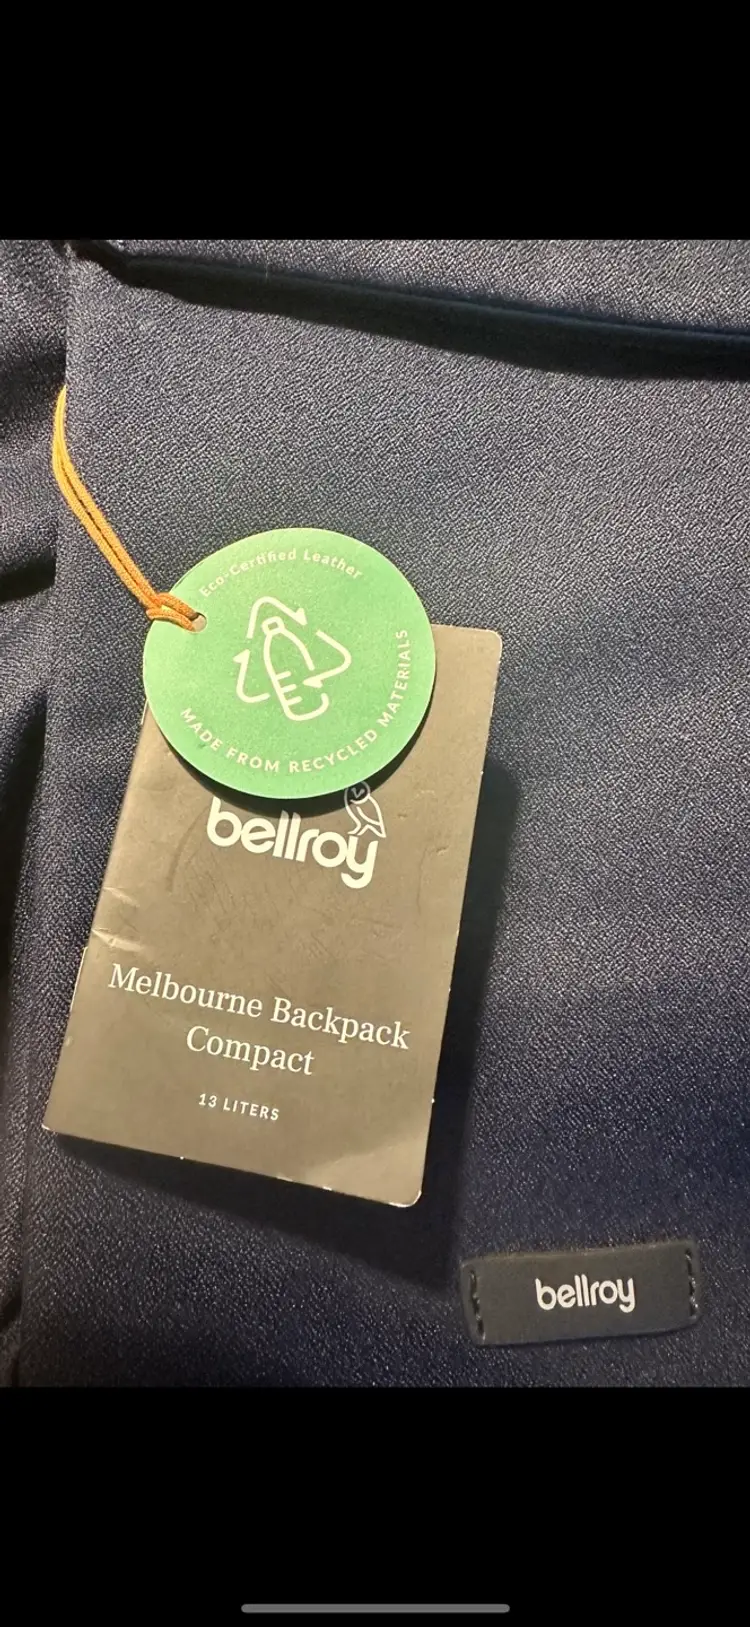 Eco-Certified Leather
MADE FROM RECYCLED MATERIALS
bellroy
Melbourne Backpack
Compact
13 LITERS
bellroy